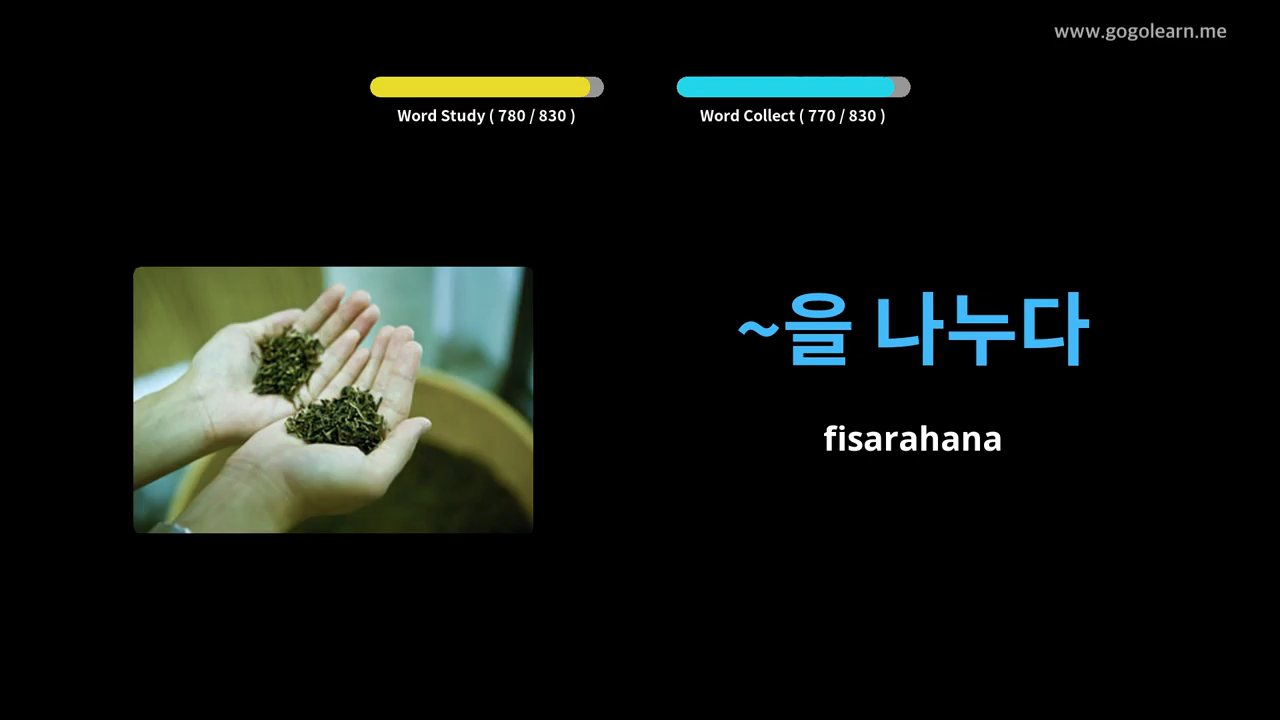 www.gogolearn.me
Word Study ( 780 / 830 )
Word Collect ( 770 / 830 )
~을 나누다
fisarahana